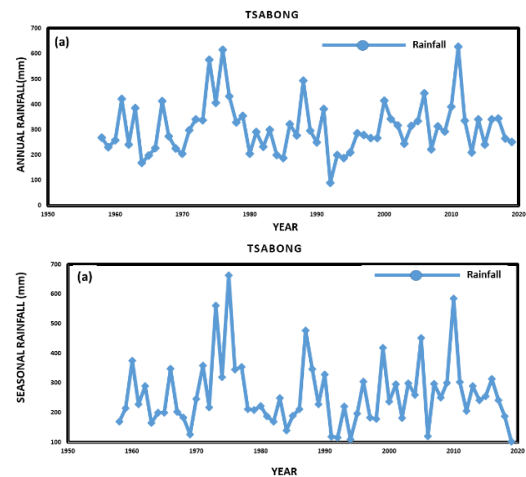 TSABONG
(a)
Rainfall
ANNUAL RAINFALL(mm)
700
600
500
400
300
200
100
0
1950 1960 1970 1980 1990 2000 2010 2020
YEAR
TSABONG
(a)
Rainfall
SEASONAL RAINFALL (mm)
700
600
500
400
300
200
100
1950 1960 1970 1980 1990 2000 2010 2020
YEAR